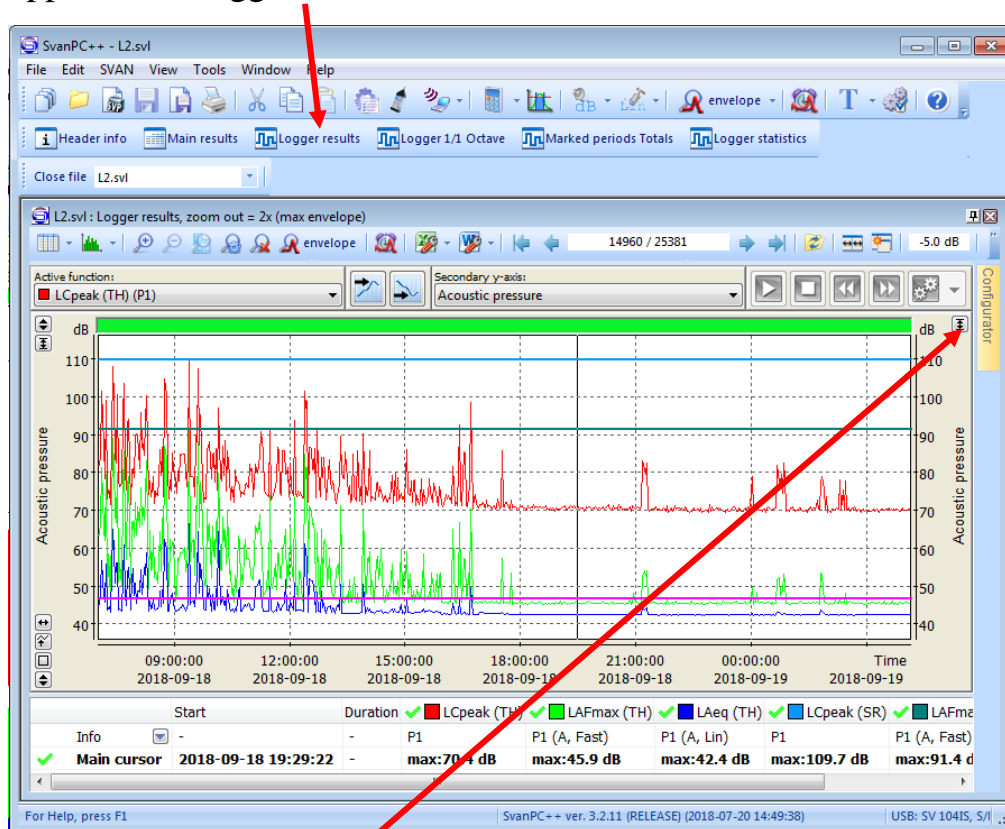 SvanPC++ - L2.svl
File Edit SVAN View Tools Window Help
dB envelope T
Header info Main results Logger results Logger 1/1 Octave Marked periods Totals Logger statistics
Close file L2.svl
L2.svl : Logger results, zoom out = 2x (max envelope)
envelope 14960 / 25381 -5.0 dB
Active function: Secondary y-axis:
LCpeak (TH) (P1) Acoustic pressure
Configurator
dB dB
110 110
100 100
90 90
80 80
70 70
60 60
50 50
40 40
Acoustic pressure
Acoustic pressure
09:00:00 12:00:00 15:00:00 18:00:00 21:00:00 00:00:00 Time
2018-09-18 2018-09-18 2018-09-18 2018-09-18 2018-09-18 2018-09-19 2018-09-19
Start Duration LCpeak (TH) LAFmax (TH) LAeq (TH) LCpeak (SR) LAFma
Info - - P1 P1 (A, Fast) P1 (A, Lin) P1 P1 (A, Fast)
Main cursor 2018-09-18 19:29:22 - max:70.4 dB max:45.9 dB max:42.4 dB max:109.7 dB max:91.4 d
For Help, press F1 SvanPC++ ver. 3.2.11 (RELEASE) (2018-07-20 14:49:38) USB: SV 104IS, S/